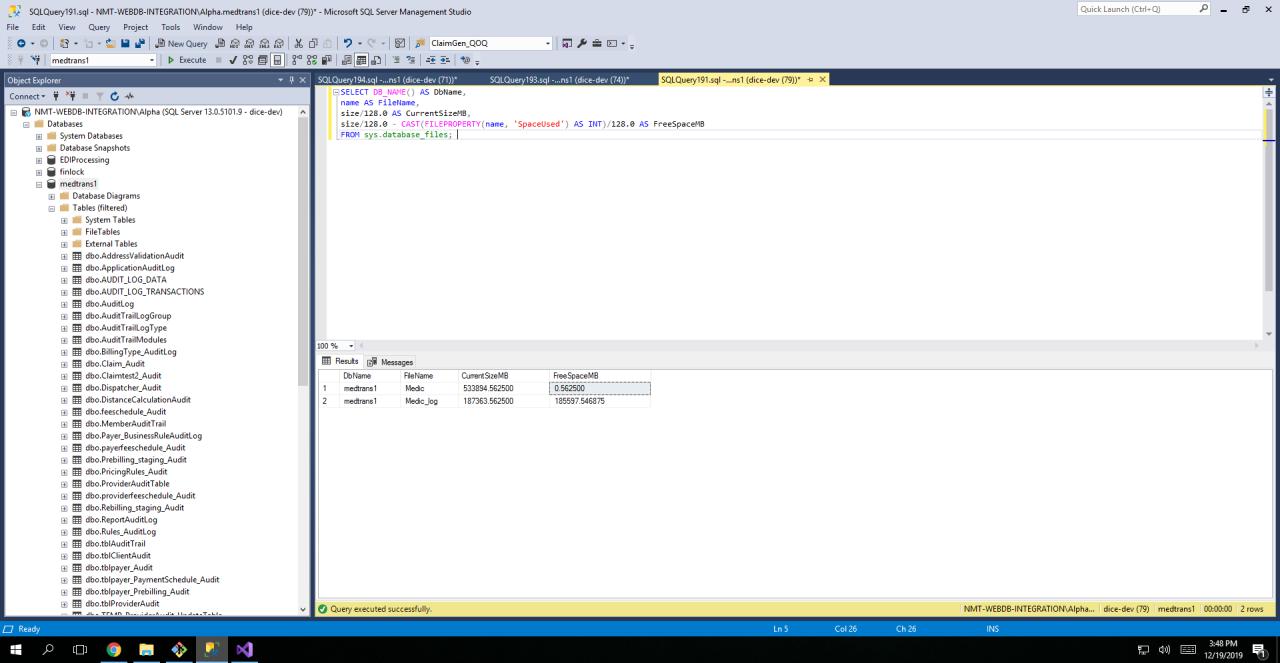 SQLQuery191.sql - NMT-WEBDB-INTEGRATION\Alpha.medtrans1 (dice-dev (79))* - Microsoft SQL Server Management Studio
Quick Launch (Ctrl+Q)
File Edit View Query Project Tools Window Help
New Query
ClaimGen_QOQ
medtrans1
Execute
Object Explorer
SQLQuery194.sql -...ns1 (dice-dev (71))*
SQLQuery193.sql -...ns1 (dice-dev (74))*
SQLQuery191.sql -...ns1 (dice-dev (79))*
Connect
NMT-WEBDB-INTEGRATION\Alpha (SQL Server 13.0.5101.9 - dice-dev)
Databases
System Databases
Database Snapshots
EDIProcessing
finlock
medtrans1
Database Diagrams
Tables (filtered)
System Tables
FileTables
External Tables
dbo.AddressValidationAudit
dbo.ApplicationAuditLog
dbo.AUDIT_LOG_DATA
dbo.AUDIT_LOG_TRANSACTIONS
dbo.AuditLog
dbo.AuditTrailLogGroup
dbo.AuditTrailLogType
dbo.AuditTrailModules
dbo.BillingType_AuditLog
dbo.Claim_Audit
dbo.Claimtest2_Audit
dbo.Dispatcher_Audit
dbo.DistanceCalculationAudit
dbo.feeschedule_Audit
dbo.MemberAuditTrail
dbo.Payer_BusinessRuleAuditLog
dbo.payerfeeschedule_Audit
dbo.Prebilling_staging_Audit
dbo.PricingRules_Audit
dbo.ProviderAuditTable
dbo.providerfeeschedule_Audit
dbo.Rebilling_staging_Audit
dbo.ReportAuditLog
dbo.Rules_AuditLog
dbo.tblAuditTrail
dbo.tblClientAudit
dbo.tblpayer_Audit
dbo.tblpayer_PaymentSchedule_Audit
dbo.tblpayer_Prebilling_Audit
dbo.tblProviderAudit
dbo.TEMP_ProviderAudit_UpdateTable
SELECT DB_NAME() AS DbName,
name AS FileName,
size/128.0 AS CurrentSizeMB,
size/128.0 - CAST(FILEPROPERTY(name, 'SpaceUsed') AS INT)/128.0 AS FreeSpaceMB
FROM sys.database_files;
100 %
Results Messages
DbName FileName CurrentSizeMB FreeSpaceMB
1 medtrans1 Medic 533894.562500 0.562500
2 medtrans1 Medic_log 187363.562500 185597.546875
Query executed successfully.
NMT-WEBDB-INTEGRATION\Alpha... dice-dev (79) medtrans1 00:00:00 2 rows
Ready
Ln 5 Col 26 Ch 26 INS
3:48 PM
12/19/2019
1